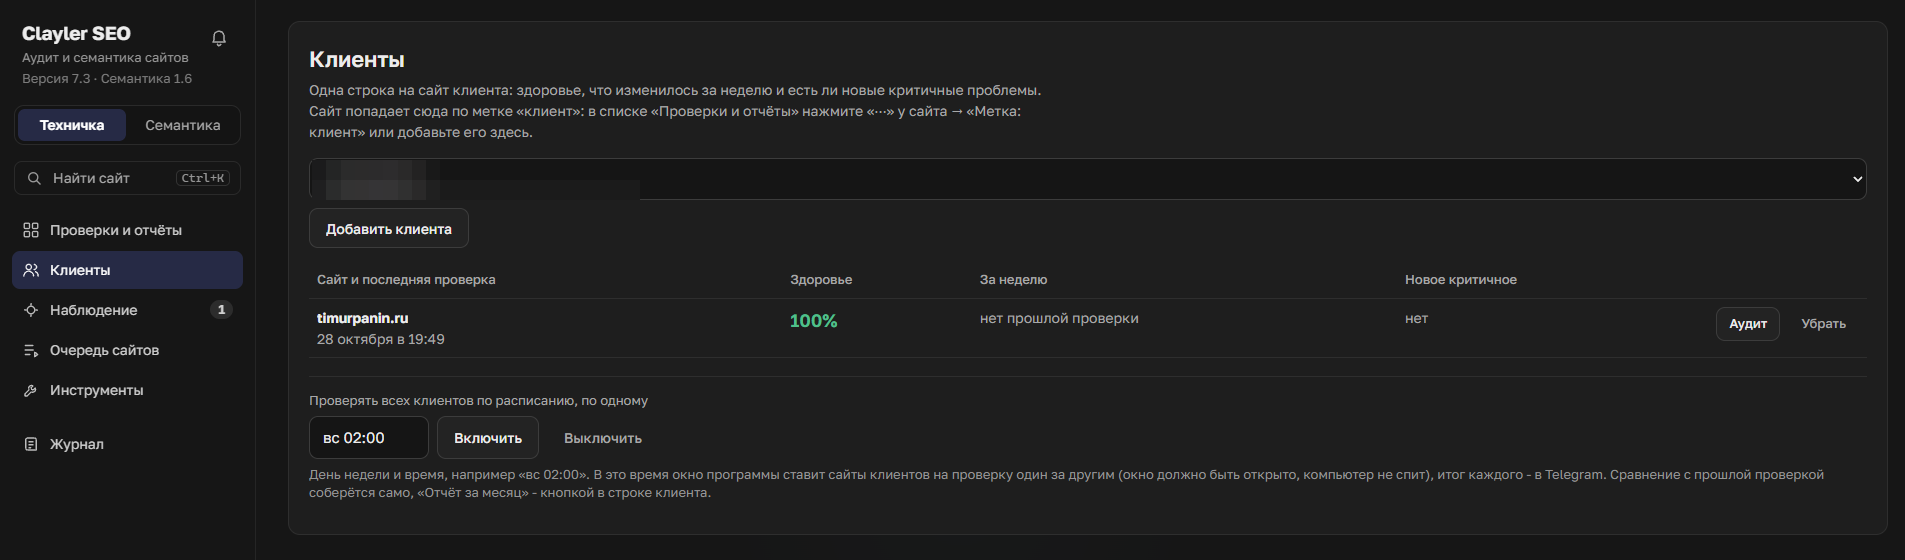 Clayler SEO
Аудит и семантика сайтов
Версия 7.3 · Семантика 1.6
Техничка
Семантика
Найти сайт
Ctrl+K
Проверки и отчёты
Клиенты
Наблюдение
1
Очередь сайтов
Инструменты
Журнал
Клиенты
Одна строка на сайт клиента: здоровье, что изменилось за неделю и есть ли новые критичные проблемы.
Сайт попадает сюда по метке «клиент»: в списке «Проверки и отчёты» нажмите «···» у сайта → «Метка:
клиент» или добавьте его здесь.
Добавить клиента
Сайт и последняя проверка
Здоровье
За неделю
Новое критичное
timurpanin.ru
28 октября в 19:49
100%
нет прошлой проверки
нет
Аудит
Убрать
Проверять всех клиентов по расписанию, по одному
вс 02:00
Включить
Выключить
День недели и время, например «вс 02:00». В это время окно программы ставит сайты клиентов на проверку один за другим (окно должно быть открыто, компьютер не спит), итог каждого - в Telegram. Сравнение с прошлой проверкой
соберётся само, «Отчёт за месяц» - кнопкой в строке клиента.